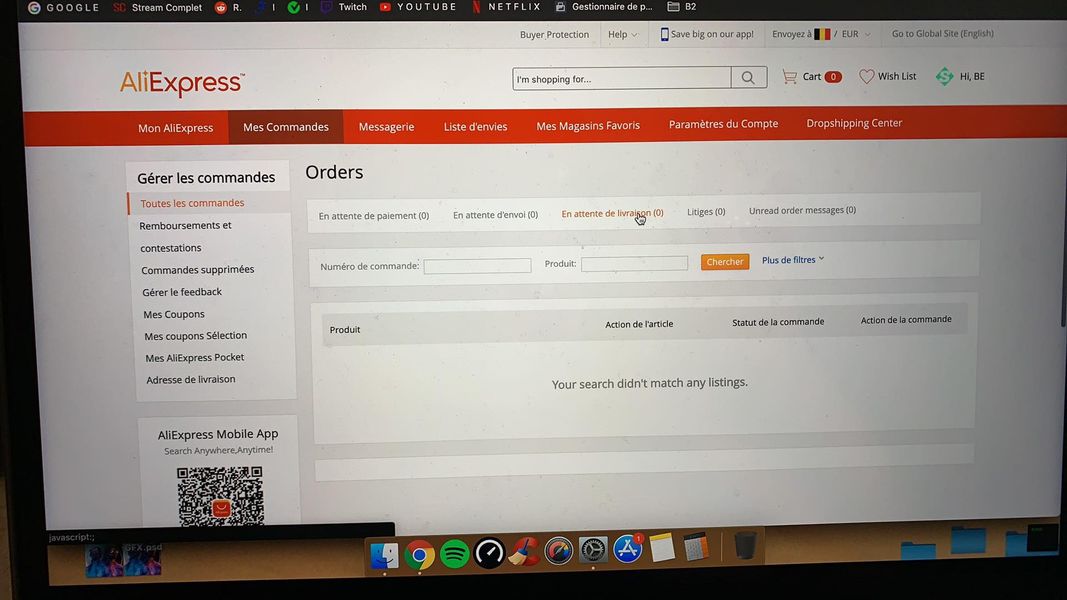 GOOGLE SC Stream Complet R. I I Twitch YOUTUBE NETFLIX Gestionnaire de p... B2
Buyer Protection Help Save big on our app! Envoyez à / EUR Go to Global Site (English)
AliExpress™ I'm shopping for... Cart 0 Wish List Hi, BE
Mon AliExpress Mes Commandes Messagerie Liste d'envies Mes Magasins Favoris Paramètres du Compte Dropshipping Center
Gérer les commandes
Toutes les commandes
Remboursements et
contestations
Commandes supprimées
Gérer le feedback
Mes Coupons
Mes coupons Sélection
Mes AliExpress Pocket
Adresse de livraison
AliExpress Mobile App
Search Anywhere,Anytime!
Orders
En attente de paiement (0) En attente d'envoi (0) En attente de livraison (0) Litiges (0) Unread order messages (0)
Numéro de commande: Produit: Chercher Plus de filtres
Produit Action de l'article Statut de la commande Action de la commande
Your search didn't match any listings.
javascript:;
GFX.psd
1